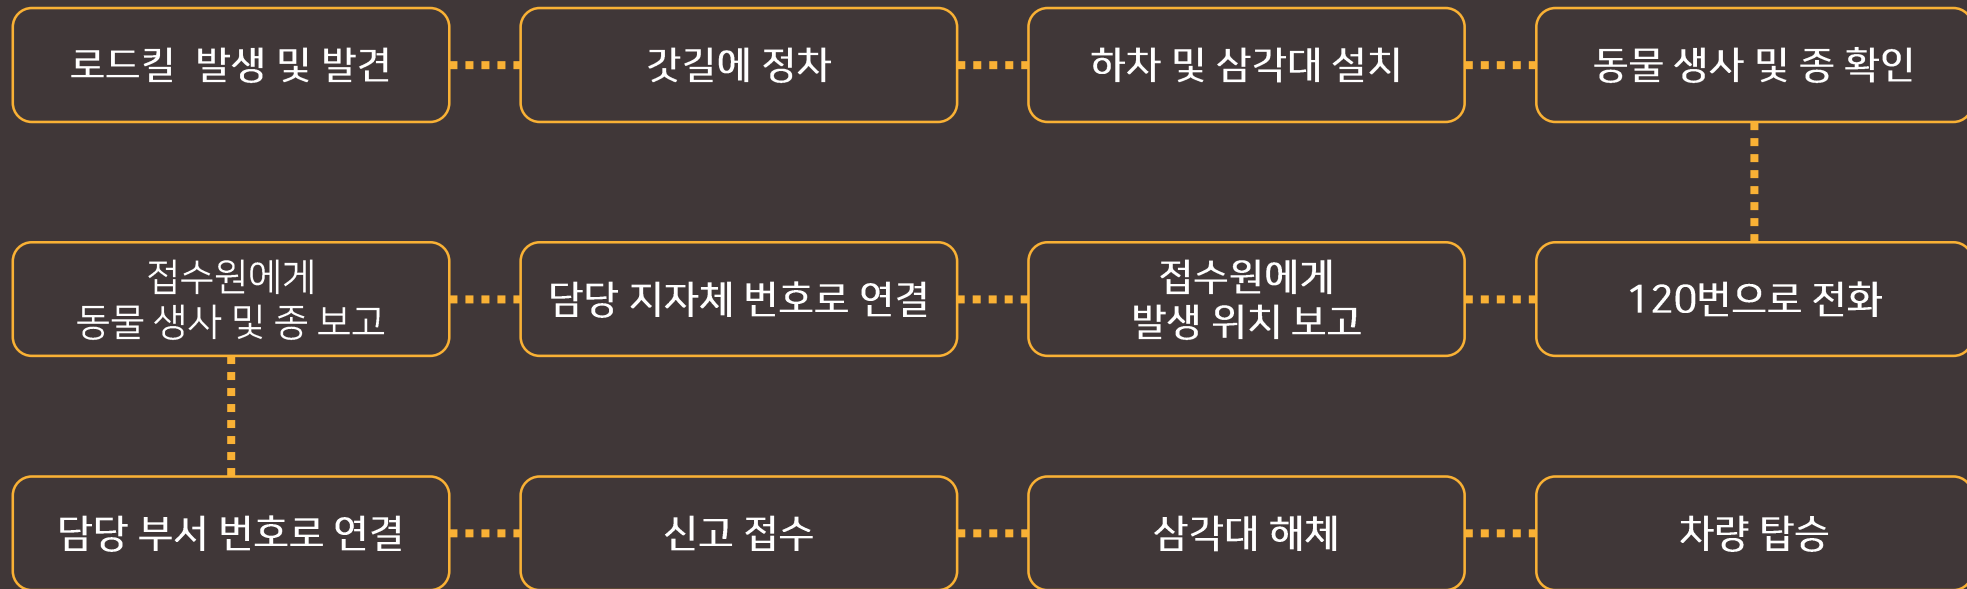 로드킬 발생 및 발견
갓길에 정차
하차 및 삼각대 설치
동물 생사 및 종 확인
120번으로 전화
접수원에게
발생 위치 보고
담당 지자체 번호로 연결
접수원에게
동물 생사 및 종 보고
담당 부서 번호로 연결
신고 접수
삼각대 해체
차량 탑승